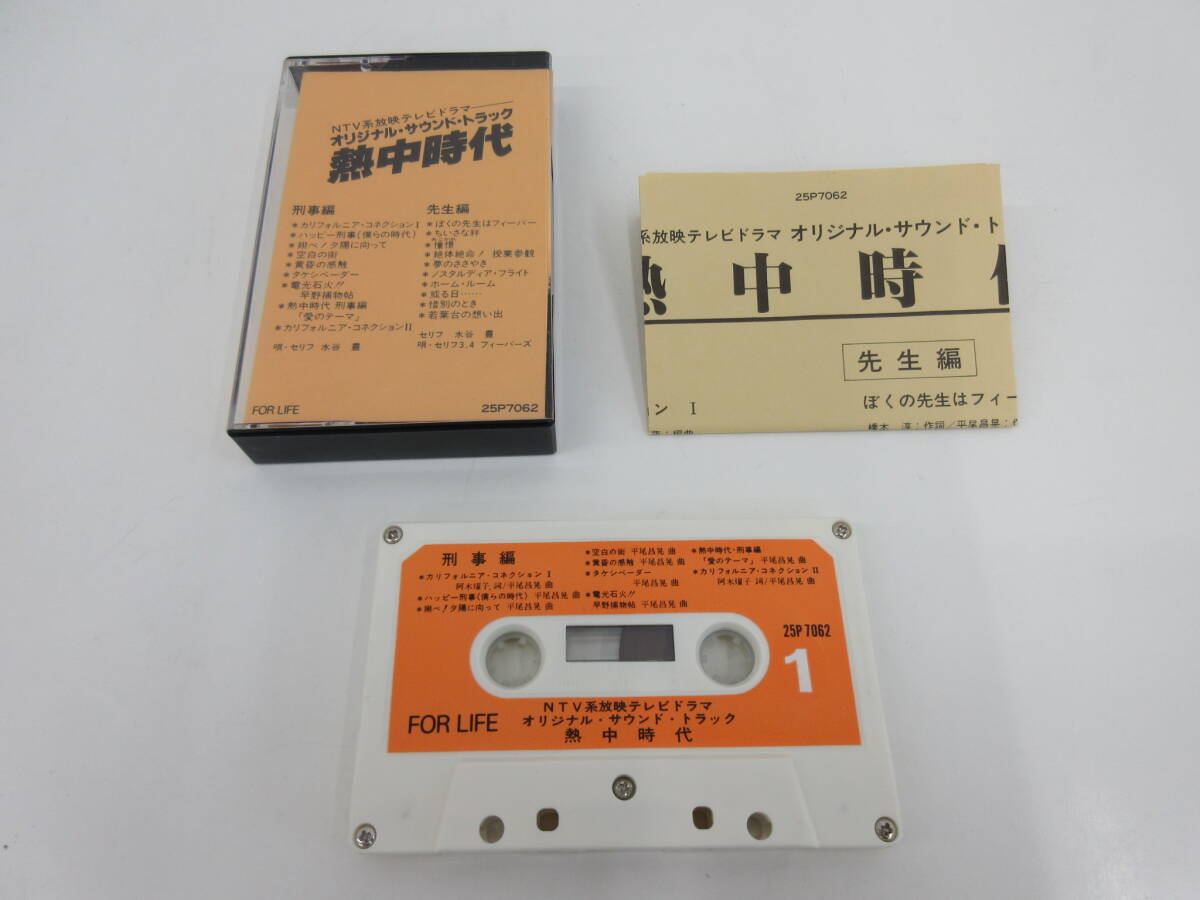 NTV系放映テレビドラマ
オリジナル・サウンド・トラック
熱中時代
刑事編
*カリフォルニア・コネクションI
*ハッピー刑事(僕らの時代)
*翔べ!夕陽に向って
*空白の街
*黄昏の感触
*タケシベーダー
*電光石火!!
早野捕物帖
*熱中時代 刑事編
「愛のテーマ」
*カリフォルニア・コネクションII
唄・セリフ 水谷 豊
先生編
*ぼくの先生はフィーバー
*ちいさな絆
*憧憬
*絶体絶命! 授業参観
*夢のささやき
*ノスタルディア・フライト
*ホーム・ルーム
*或る日……
*惜別のとき
*若葉台の想い出
セリフ 水谷 豊
唄・セリフ3.4 フィーバーズ
FOR LIFE
25P7062
25P7062
系放映テレビドラマ オリジナル・サウンド・ト
熱中時代
先生編
ン I
ぼくの先生はフィー
橋本 淳:作詞/平尾昌晃:
刑事編
*カリフォルニア・コネクション I
阿木燿子 詞/平尾昌晃 曲
*ハッピー刑事(僕らの時代) 平尾昌晃 曲
*翔べ!夕陽に向って 平尾昌晃 曲
*空白の街 平尾昌晃 曲
*黄昏の感触 平尾昌晃 曲
*タケシベーダー
平尾昌晃 曲
*電光石火!!
早野捕物帖 平尾昌晃 曲
*熱中時代・刑事編
「愛のテーマ」 平尾昌晃 曲
*カリフォルニア・コネクション II
阿木燿子 詞/平尾昌晃 曲
25P7062
1
FOR LIFE
NTV系放映テレビドラマ
オリジナル・サウンド・トラック
熱中時代